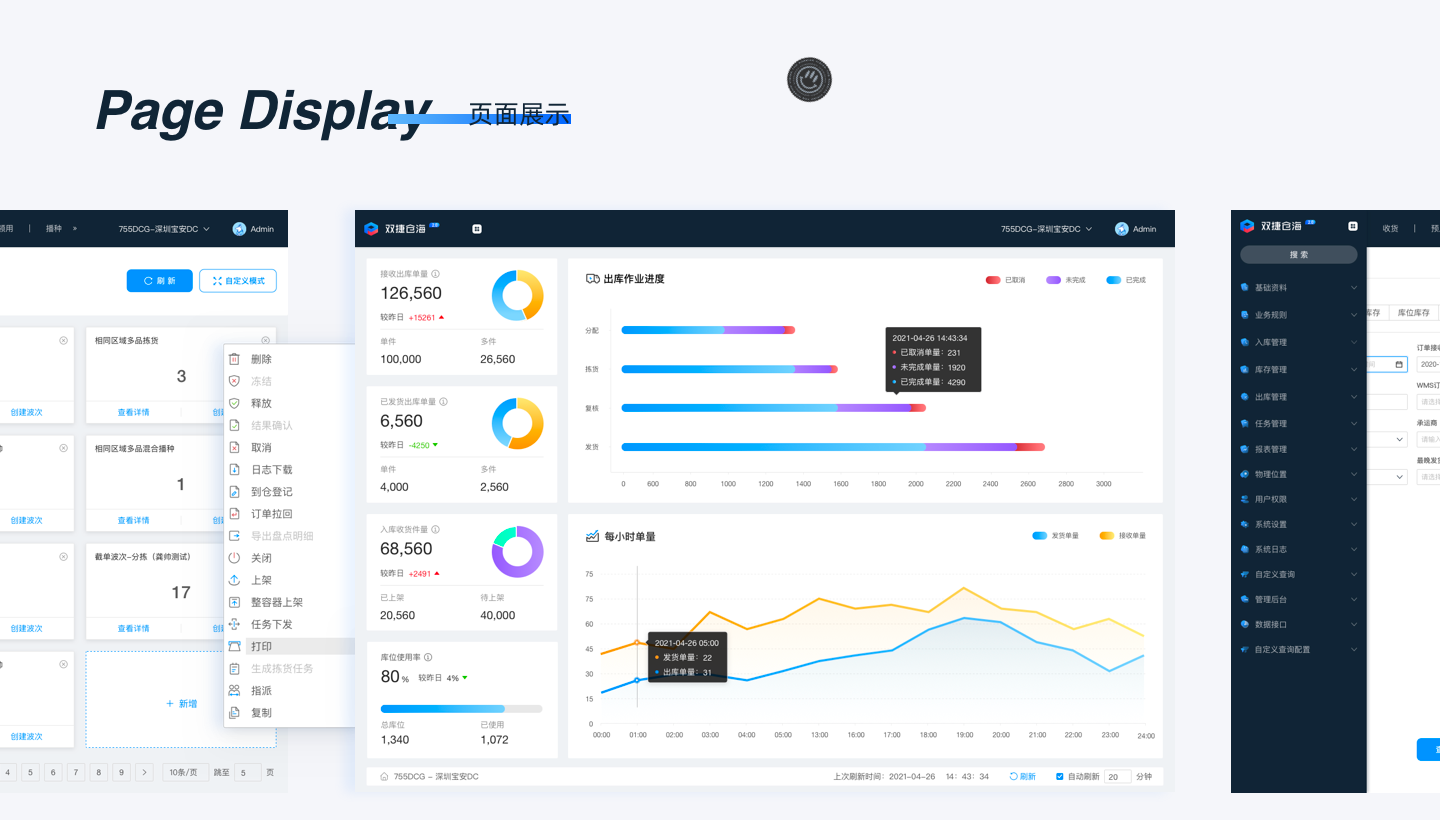 Page Display
页面展示
播种 »
755DCG-深圳宝安DC
Admin
刷新
自定义模式
相同区域多品拣货
3
创建波次
查看详情
相同区域多品混合播种
1
创建波次
查看详情
截单波次-分拣（龚帅测试）
17
创建波次
查看详情
+ 新增
创建波次
4 5 6 7 8 9 > 10条/页 跳至 5 页
删除
冻结
释放
结果确认
取消
日志下载
到仓登记
订单拉回
导出盘点明细
关闭
上架
整容器上架
任务下发
打印
生成拣货任务
指派
复制
双捷仓海
755DCG-深圳宝安DC
Admin
接收出库单量
126,560
较昨日 +15261
单件 多件
100,000 26,560
已发货出库单量
6,560
较昨日 -4250
单件 多件
4,000 2,560
入库收货件量
68,560
较昨日 +2491
已上架 待上架
20,560 40,000
库位使用率
80% 较昨日 4%
总库位 已使用
1,340 1,072
出库作业进度
已取消 未完成 已完成
分配
拣货
复核
发货
2021-04-26 14:43:34
已取消单量：231
未完成单量：1920
已完成单量：4290
0 600 800 1000 1200 1400 1600 1800 2000 2200 2400 2600 2800 3000
每小时单量
发货单量 接收单量
75
75
60
45
30
15
0
2021-04-26 05:00
发货单量：22
出库单量：31
00:00 01:00 02:00 03:00 04:00 05:00 13:00 16:00 17:00 18:00 19:00 20:00 21:00 22:00 23:00 24:00
755DCG - 深圳宝安DC
上次刷新时间：2021-04-26 14：43：34
刷新
自动刷新 20 分钟
双捷仓海
收货
搜索
基础资料
业务规则
入库管理
库存管理
出库管理
任务管理
报表管理
物理位置
用户权限
系统设置
系统日志
自定义查询
管理后台
数据接口
自定义查询配置
库存 库位库存
订单接收
2020-
WMS订
请选择
承运商
请输入
最晚发货
请选择